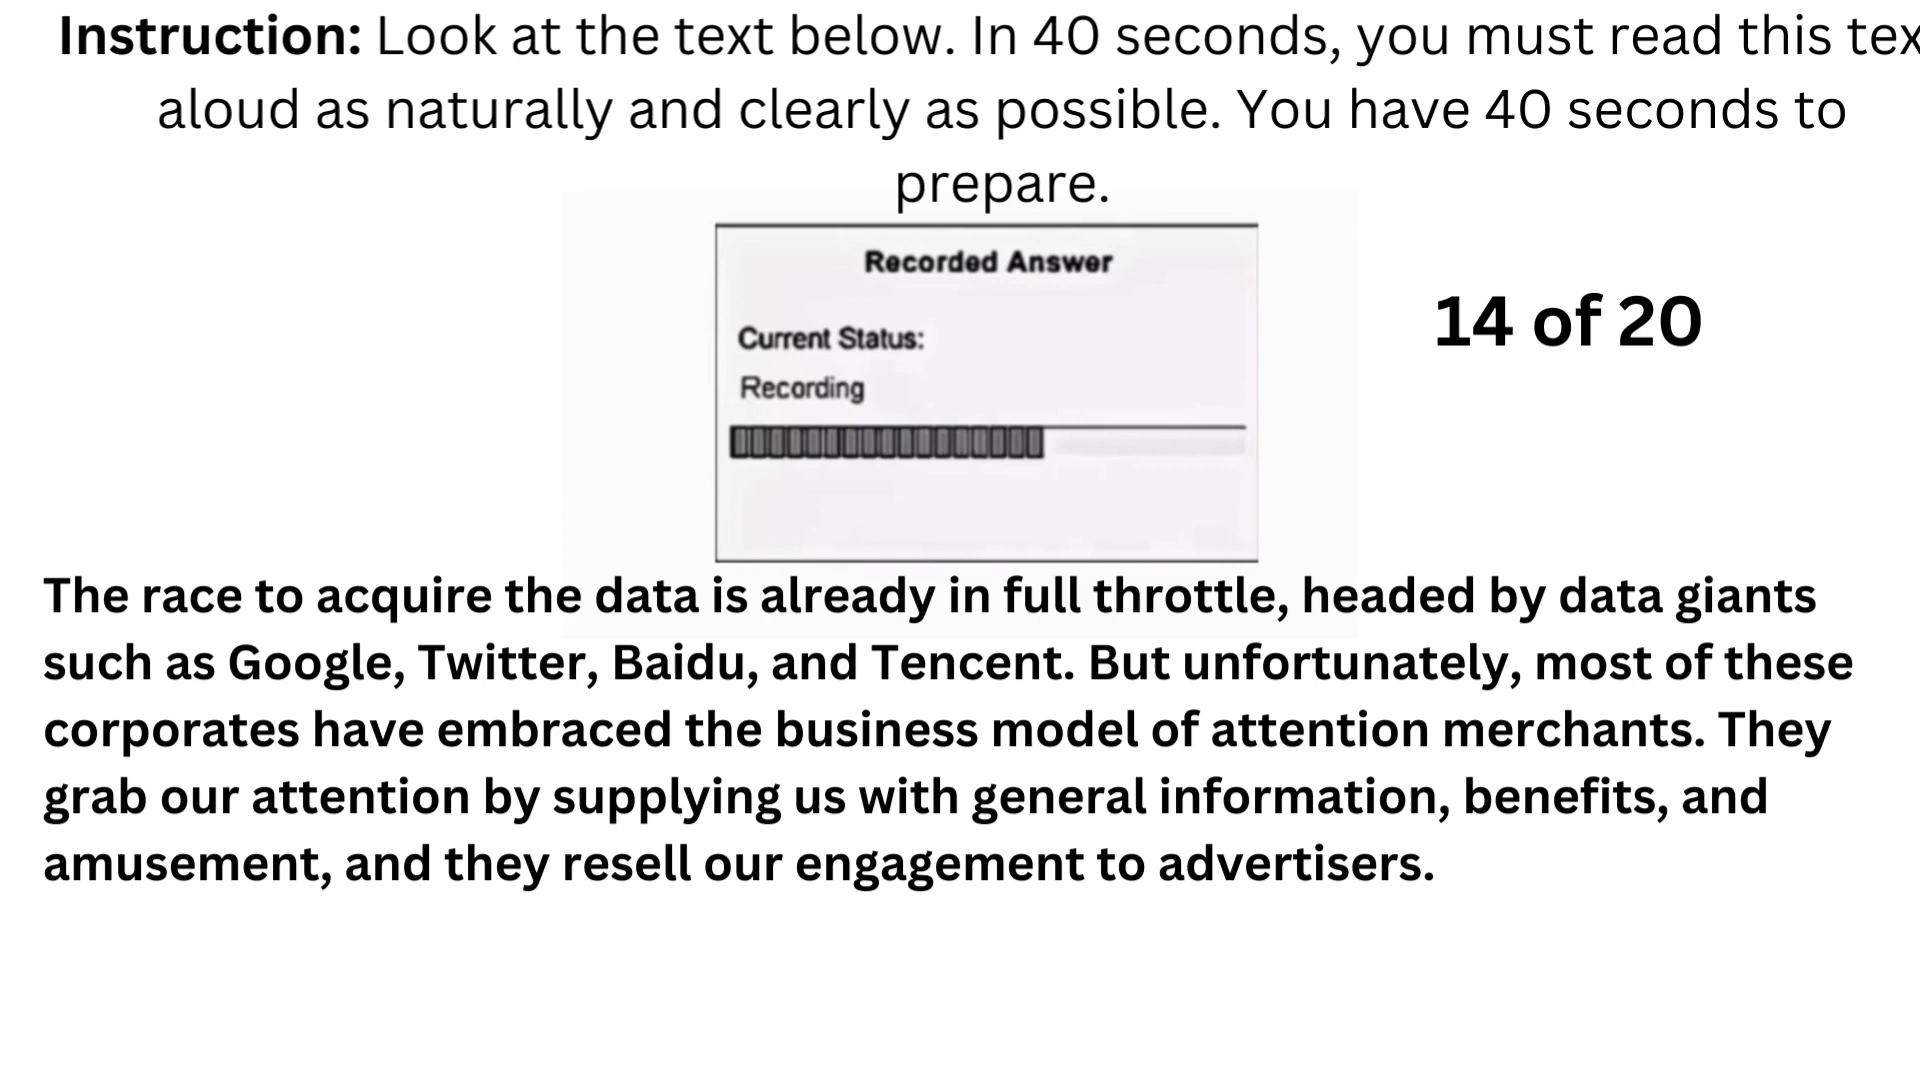 Instruction: Look at the text below. In 40 seconds, you must read this tex
aloud as naturally and clearly as possible. You have 40 seconds to
prepare.
Recorded Answer
Current Status:
Recording
14 of 20
The race to acquire the data is already in full throttle, headed by data giants
such as Google, Twitter, Baidu, and Tencent. But unfortunately, most of these
corporates have embraced the business model of attention merchants. They
grab our attention by supplying us with general information, benefits, and
amusement, and they resell our engagement to advertisers.